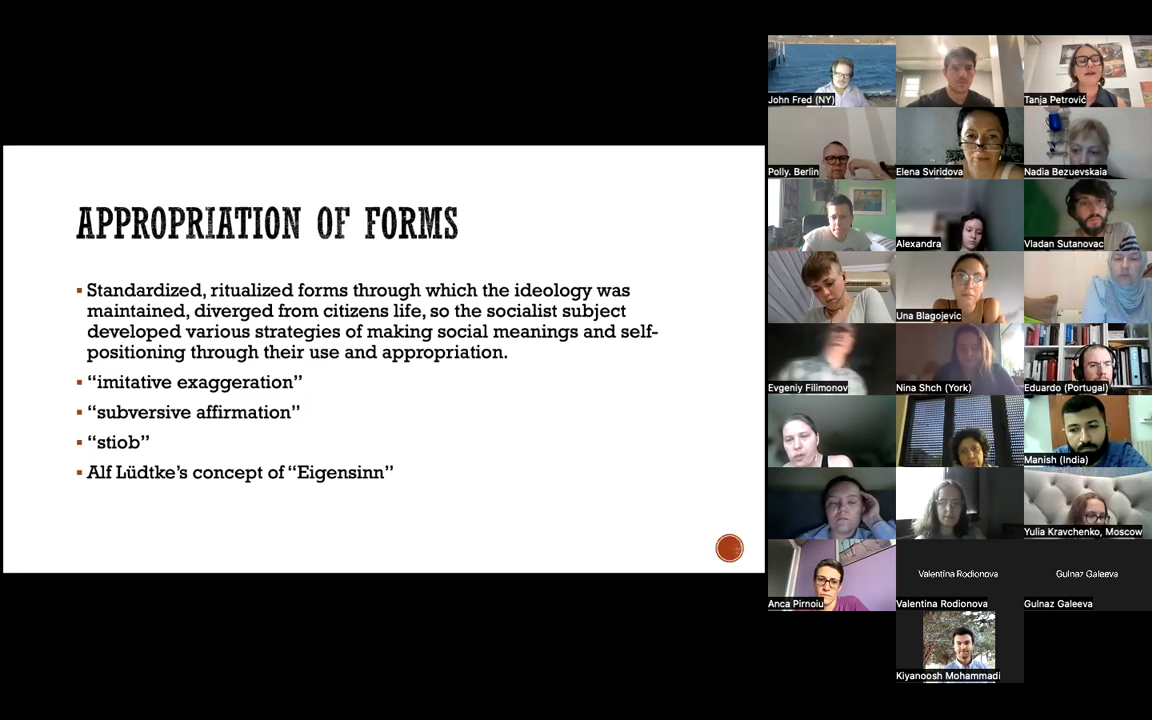 APPROPRIATION OF FORMS
▪ Standardized, ritualized forms through which the ideology was
maintained, diverged from citizens life, so the socialist subject
developed various strategies of making social meanings and self-
positioning through their use and appropriation.
▪ “imitative exaggeration”
▪ “subversive affirmation”
▪ “stiob”
▪ Alf Lüdtke’s concept of “Eigensinn”
John Fred (NY)
Tanja Petrović
Polly. Berlin
Elena Sviridova
Nadia Bezuevskaia
Alexandra
Vladan Sutanovac
Una Blagojevic
Evgeniy Filimonov
Nina Shch (York)
Eduardo (Portugal)
Manish (India)
Yulia Kravchenko, Moscow
Anca Pirnoiu
Valentina Rodionova
Valentina Rodionova
Gulnaz Galeeva
Gulnaz Galeeva
Kiyanoosh Mohammadi